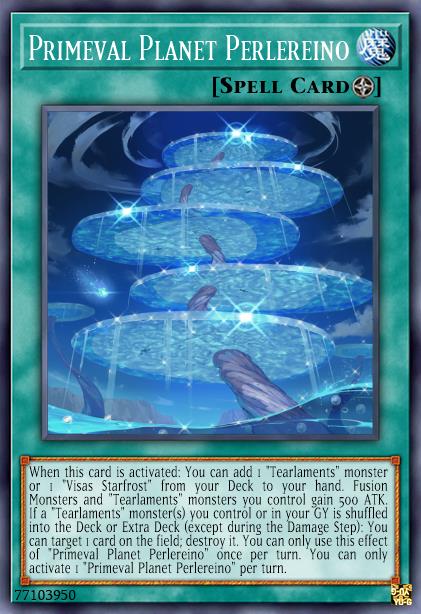 PRIMEVAL PLANET PERLEREINO
[SPELL CARD]
When this card is activated: You can add 1 "Tearlaments" monster
or 1 "Visas Starfrost" from your Deck to your hand. Fusion
Monsters and "Tearlaments" monsters you control gain 500 ATK.
If a "Tearlaments" monster(s) you control or in your GY is shuffled
into the Deck or Extra Deck (except during the Damage Step): You
can target 1 card on the field; destroy it. You can only use this effect
of "Primeval Planet Perlereino" once per turn. You can only
activate 1 "Primeval Planet Perlereino" per turn.
77103950